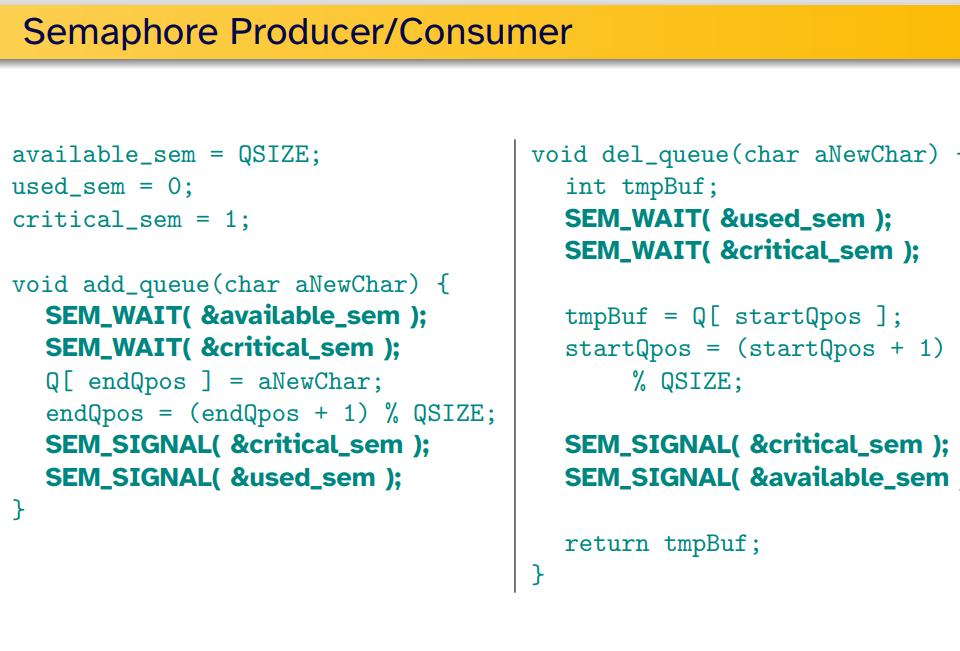 Semaphore Producer/Consumer
available_sem = QSIZE;
used_sem = 0;
critical_sem = 1;
void add_queue(char aNewChar) {
SEM_WAIT( &available_sem );
SEM_WAIT( &critical_sem );
Q[ endQpos ] = aNewChar;
endQpos = (endQpos + 1) % QSIZE;
SEM_SIGNAL( &critical_sem );
SEM_SIGNAL( &used_sem );
}
void del_queue(char aNewChar)
int tmpBuf;
SEM_WAIT( &used_sem );
SEM_WAIT( &critical_sem );
tmpBuf = Q[ startQpos ];
startQpos = (startQpos + 1)
% QSIZE;
SEM_SIGNAL( &critical_sem );
SEM_SIGNAL( &available_sem
return tmpBuf;
}